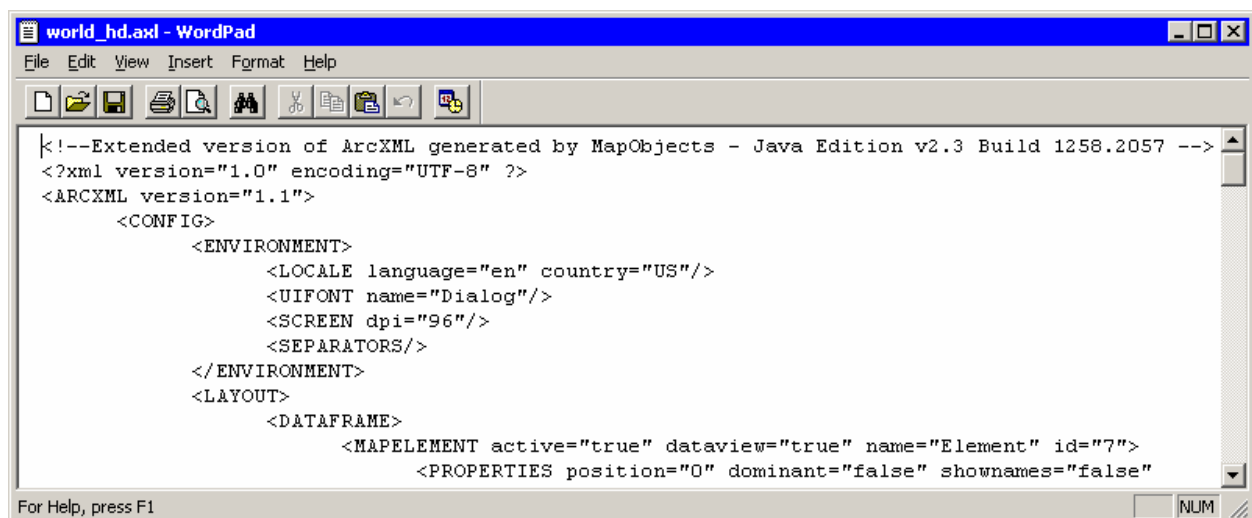 world_hd.axl - WordPad
File Edit View Insert Format Help
<!--Extended version of ArcXML generated by MapObjects - Java Edition v2.3 Build 1258.2057 -->
<?xml version="1.0" encoding="UTF-8" ?>
<ARCXML version="1.1">
<CONFIG>
<ENVIRONMENT>
<LOCALE language="en" country="US"/>
<UIFONT name="Dialog"/>
<SCREEN dpi="96"/>
<SEPARATORS/>
</ENVIRONMENT>
<LAYOUT>
<DATAFRAME>
<MAPELEMENT active="true" dataview="true" name="Element" id="7">
<PROPERTIES position="0" dominant="false" shownames="false"
For Help, press F1
NUM